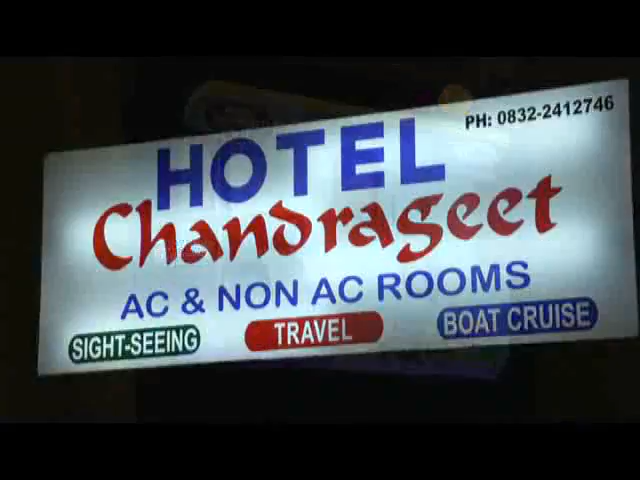 PH: 0832-2412746
HOTEL
Chandrageet
AC & NON AC ROOMS
SIGHT-SEEING TRAVEL BOAT CRUISE